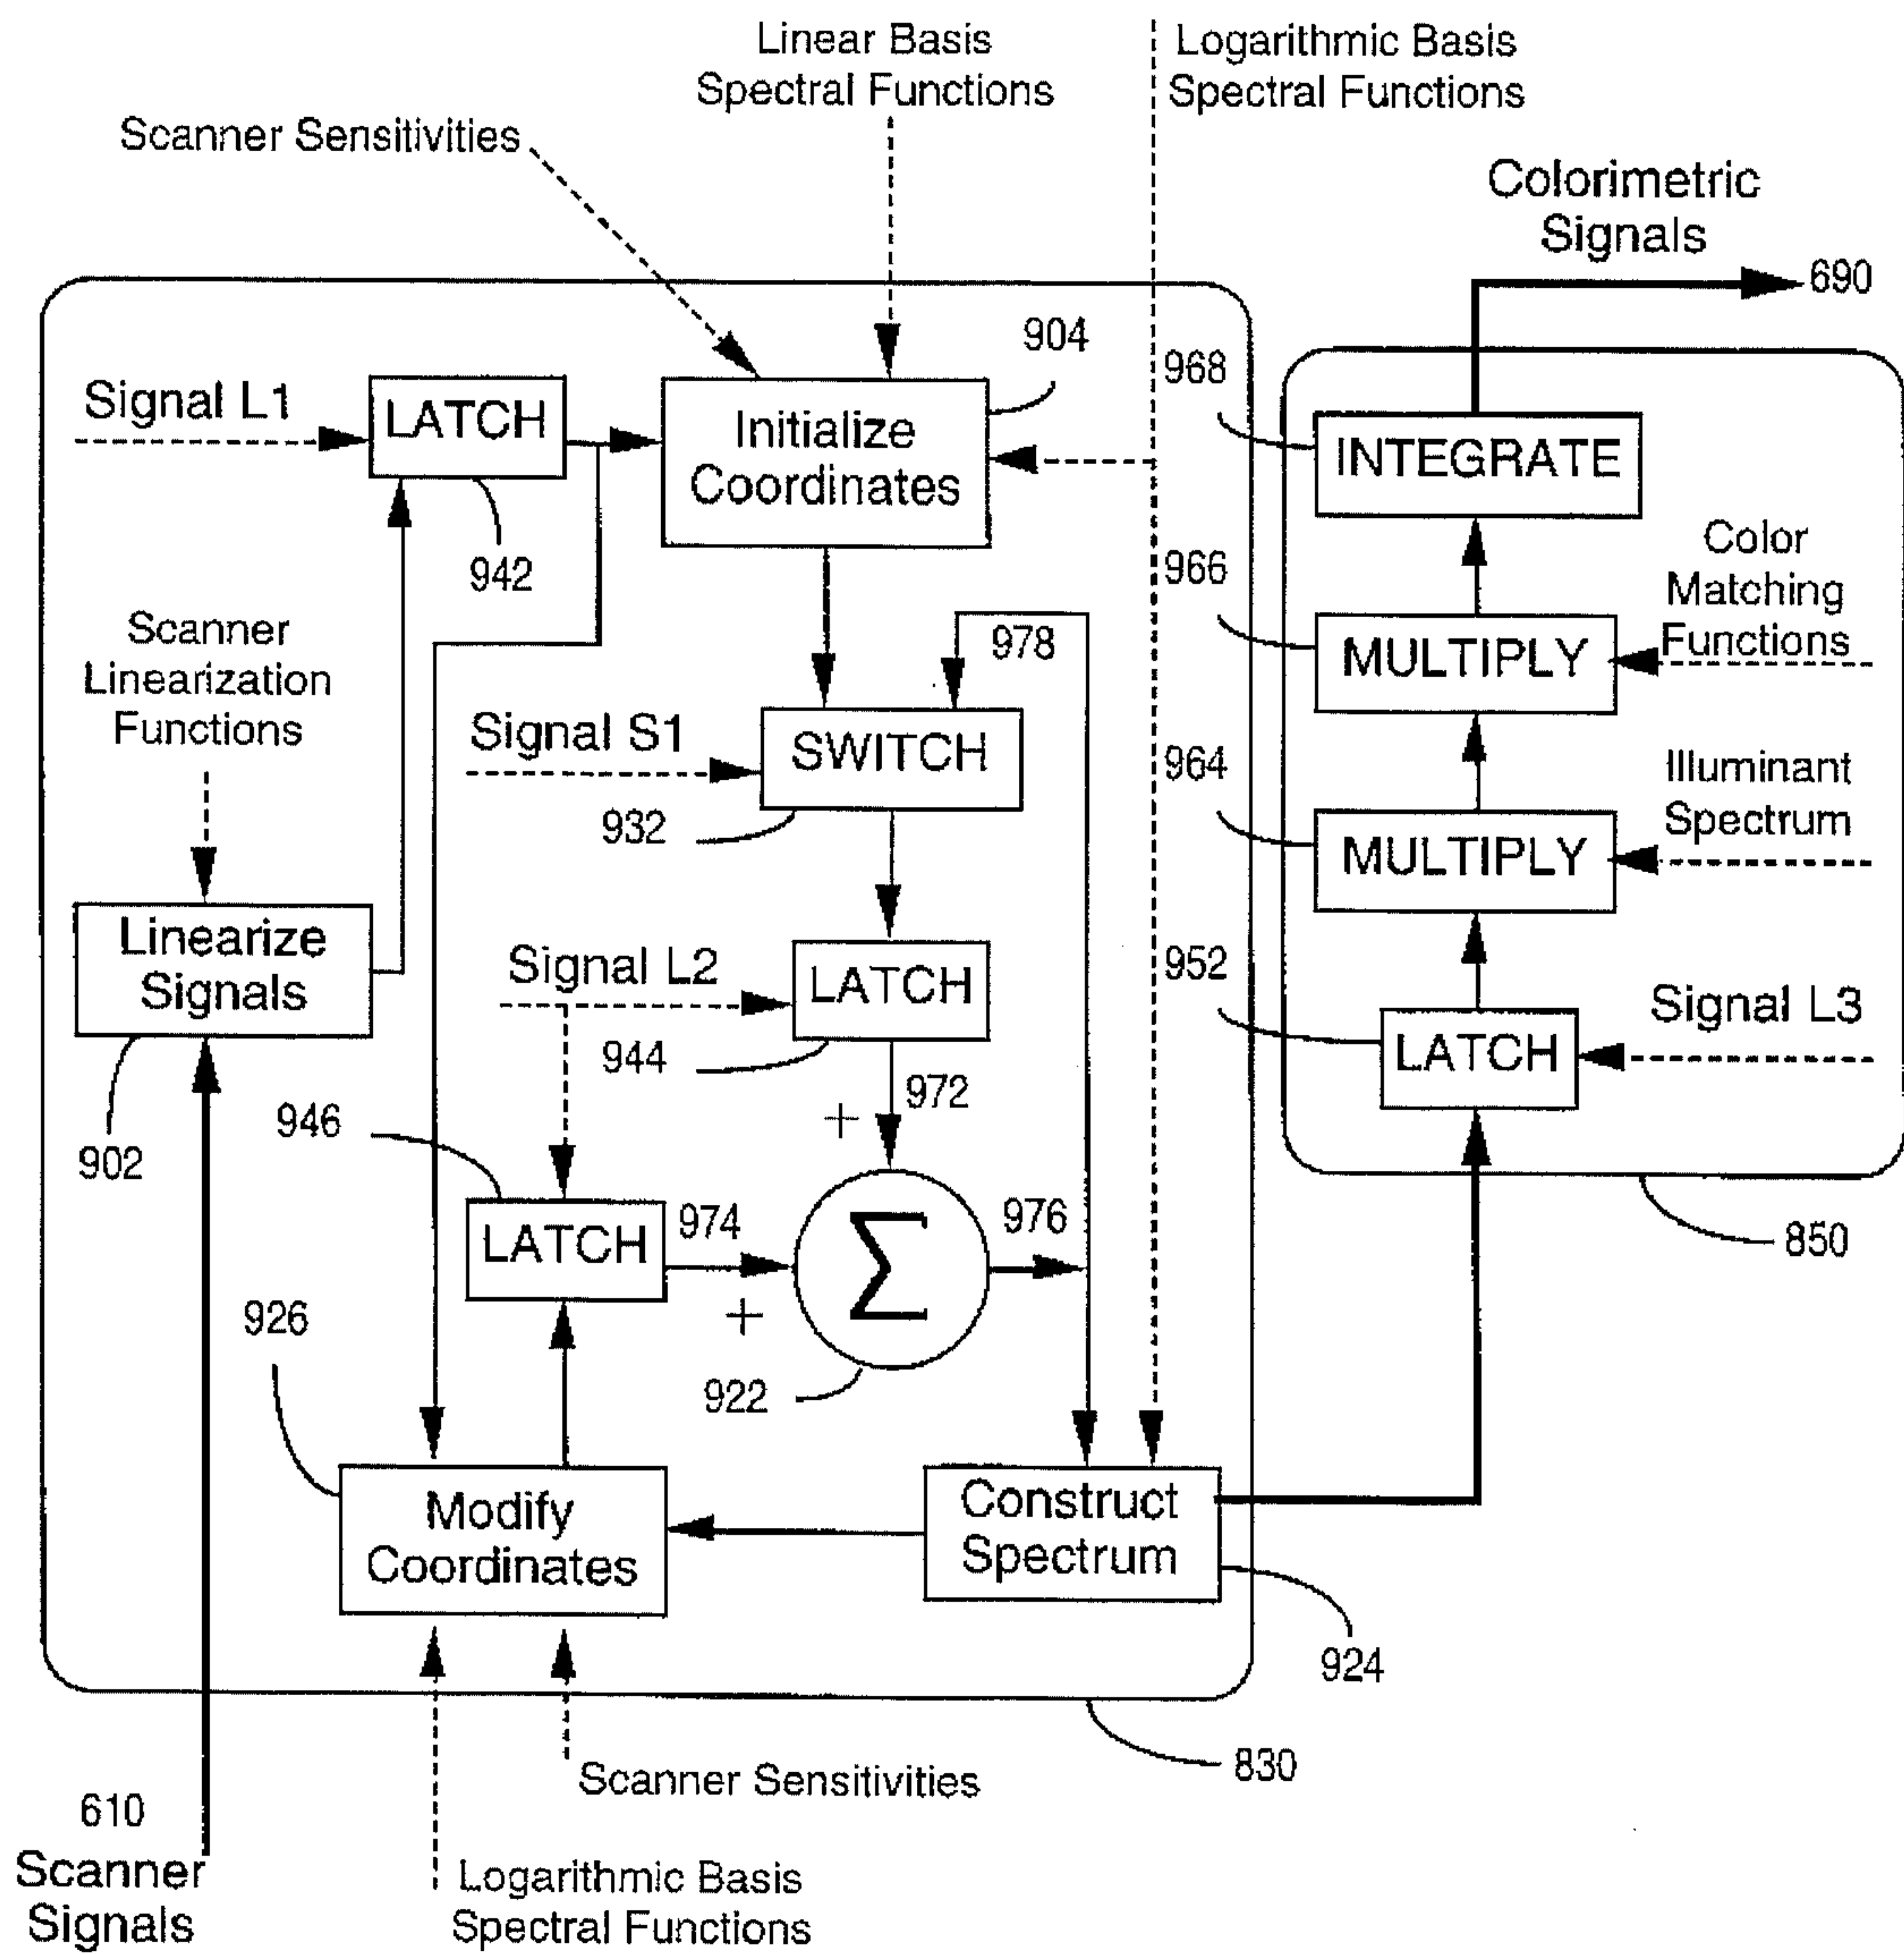 Linear Basis
Spectral Functions
Logarithmic Basis
Spectral Functions
Scanner Sensitivities
Colorimetric
Signals
690
904
968
Signal L1
LATCH
Initialize
Coordinates
INTEGRATE
942
Color
Matching
Functions
966
Scanner
Linearization
Functions
978
MULTIPLY
Signal S1
SWITCH
964
Illuminant
Spectrum
932
MULTIPLY
Linearize
Signals
Signal L2
LATCH
952
Signal L3
944
LATCH
946
972
+
902
LATCH
974
+
Σ
976
850
926
922
Modify
Coordinates
Construct
Spectrum
924
830
Scanner Sensitivities
610
Scanner
Signals
Logarithmic Basis
Spectral Functions